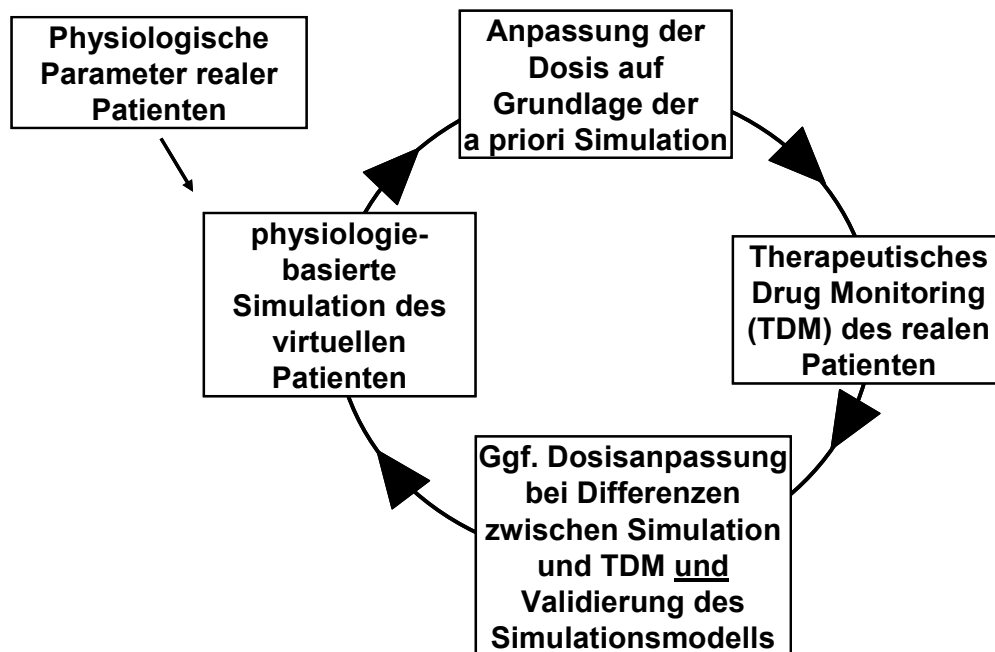 Physiologische
Parameter realer
Patienten
Anpassung der
Dosis auf
Grundlage der
a priori Simulation
physiologie-
basierte
Simulation des
virtuellen
Patienten
Therapeutisches
Drug Monitoring
(TDM) des realen
Patienten
Ggf. Dosisanpassung
bei Differenzen
zwischen Simulation
und TDM und
Validierung des
Simulationsmodells